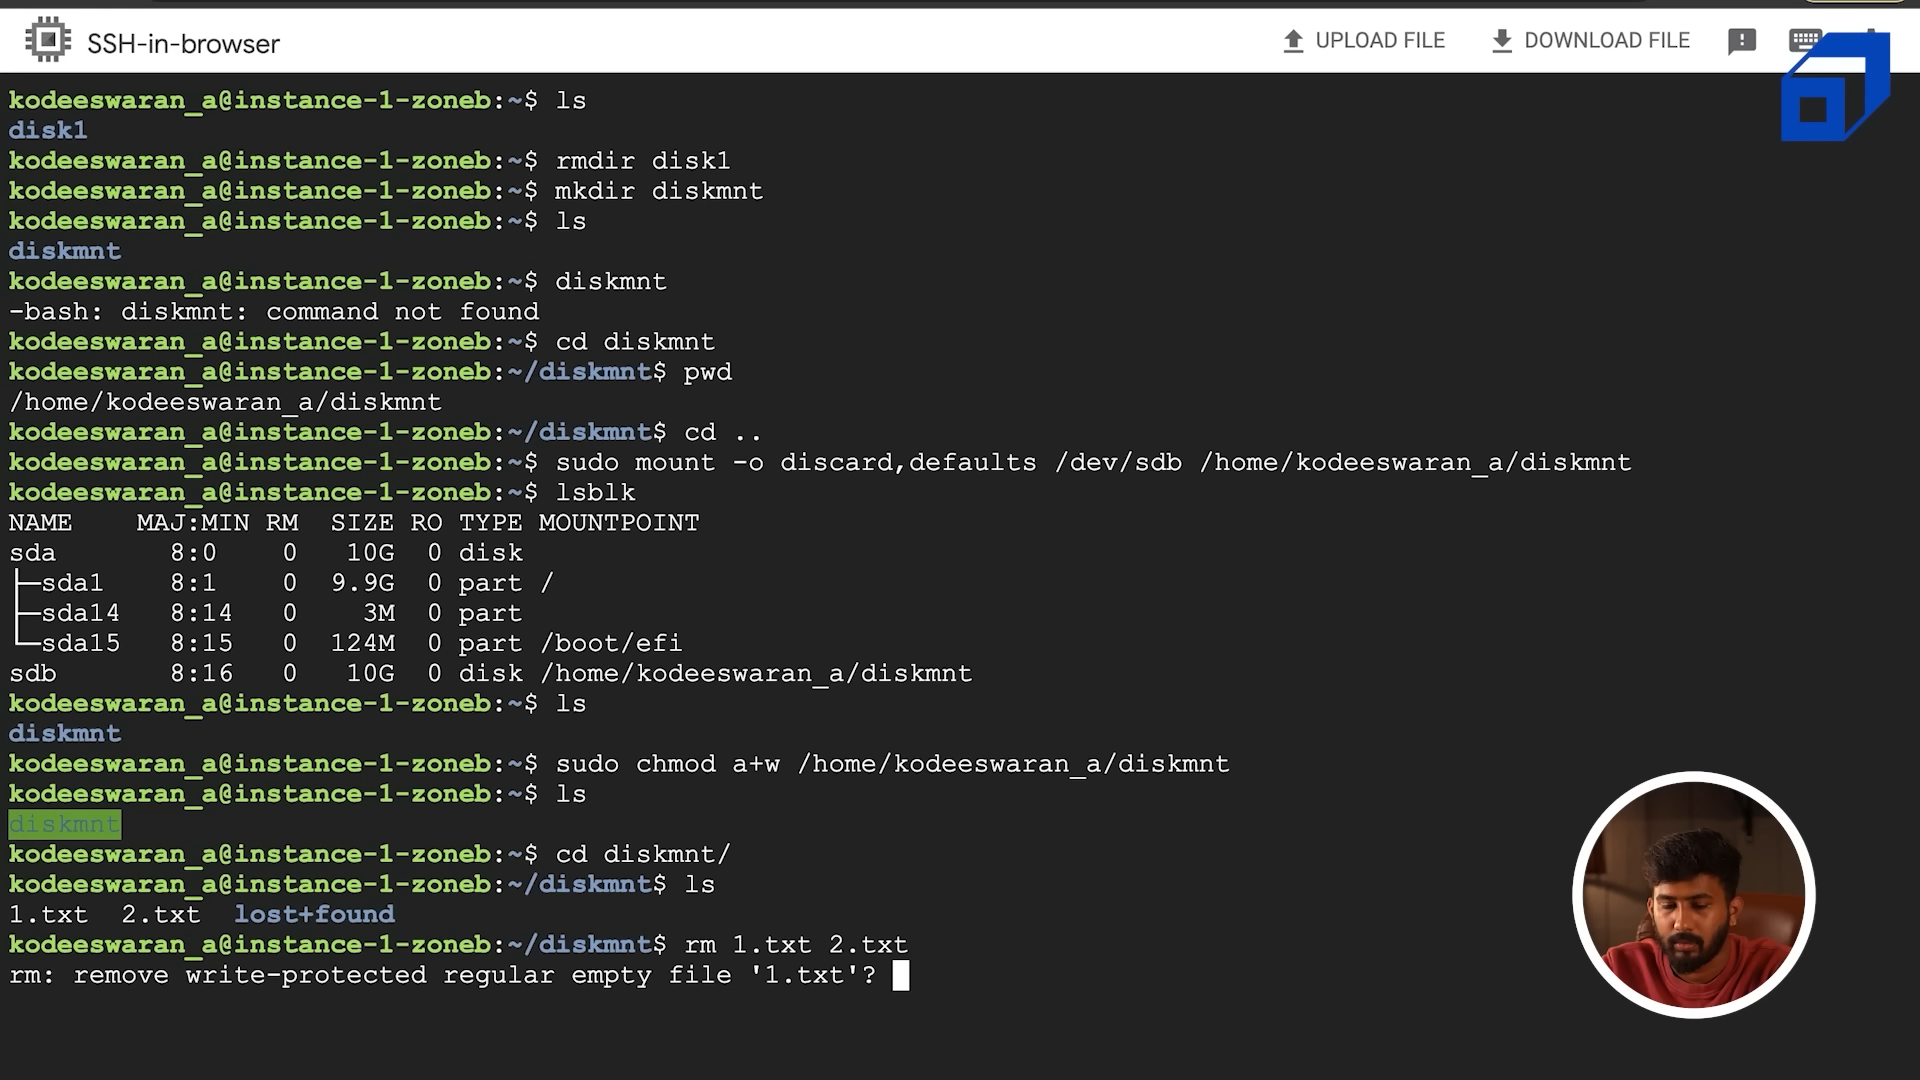 SSH-in-browser
UPLOAD FILE
DOWNLOAD FILE
kodeeswaran_a@instance-1-zoneb:~$ ls
disk1
kodeeswaran_a@instance-1-zoneb:~$ rmdir disk1
kodeeswaran_a@instance-1-zoneb:~$ mkdir diskmnt
kodeeswaran_a@instance-1-zoneb:~$ ls
diskmnt
kodeeswaran_a@instance-1-zoneb:~$ diskmnt
-bash: diskmnt: command not found
kodeeswaran_a@instance-1-zoneb:~$ cd diskmnt
kodeeswaran_a@instance-1-zoneb:~/diskmnt$ pwd
/home/kodeeswaran_a/diskmnt
kodeeswaran_a@instance-1-zoneb:~/diskmnt$ cd ..
kodeeswaran_a@instance-1-zoneb:~$ sudo mount -o discard,defaults /dev/sdb /home/kodeeswaran_a/diskmnt
kodeeswaran_a@instance-1-zoneb:~$ lsblk
NAME    MAJ:MIN RM  SIZE RO TYPE MOUNTPOINT
sda       8:0    0   10G  0 disk
├─sda1    8:1    0  9.9G  0 part /
├─sda14   8:14   0    3M  0 part
└─sda15   8:15   0  124M  0 part /boot/efi
sdb       8:16   0   10G  0 disk /home/kodeeswaran_a/diskmnt
kodeeswaran_a@instance-1-zoneb:~$ ls
diskmnt
kodeeswaran_a@instance-1-zoneb:~$ sudo chmod a+w /home/kodeeswaran_a/diskmnt
kodeeswaran_a@instance-1-zoneb:~$ ls
diskmnt
kodeeswaran_a@instance-1-zoneb:~$ cd diskmnt/
kodeeswaran_a@instance-1-zoneb:~/diskmnt$ ls
1.txt  2.txt  lost+found
kodeeswaran_a@instance-1-zoneb:~/diskmnt$ rm 1.txt 2.txt
rm: remove write-protected regular empty file '1.txt'?